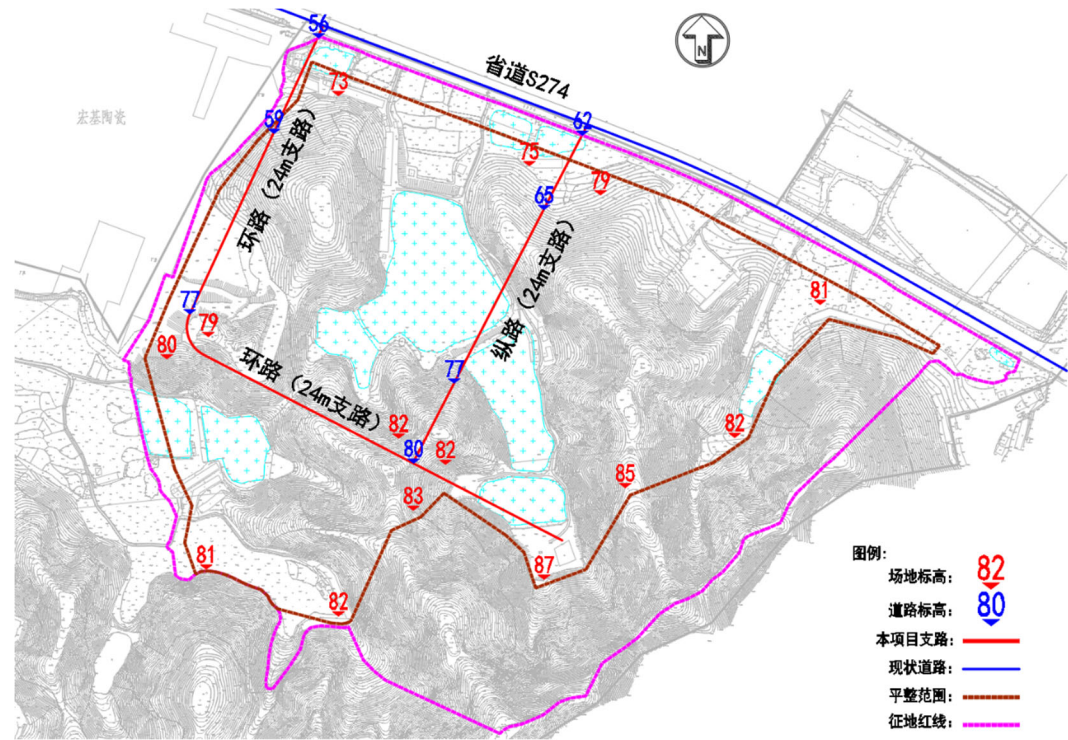 56
N
省道S274
73
宏基陶瓷
59
62
75
79
65
环路（24m支路）
纵路（24m支路）
77
81
79
80
环路（24m支路）
77
82
82
80
82
85
83
81
87
82
图例：
场地标高： 82
道路标高： 80
本项目支路：
现状道路：
平整范围：
征地红线：